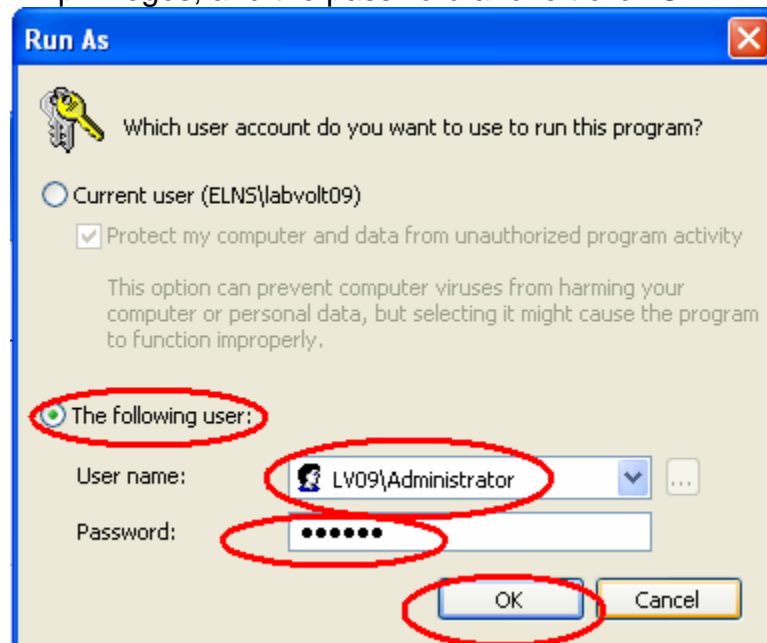 Run As
Which user account do you want to use to run this program?
Current user (ELNS\labvolt09)
Protect my computer and data from unauthorized program activity
This option can prevent computer viruses from harming your
computer or personal data, but selecting it might cause the program
to function improperly.
The following user:
User name: LV09\Administrator ...
Password: ••••••
OK Cancel